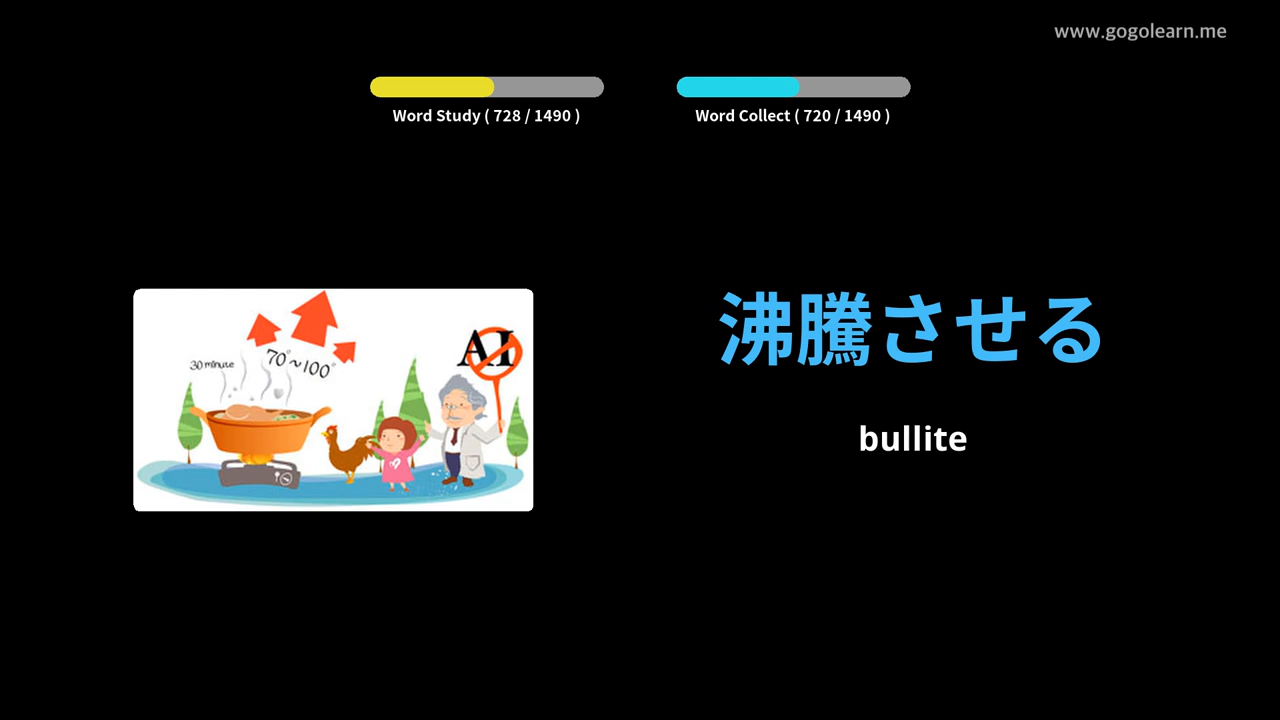 www.gogolearn.me
Word Study ( 728 / 1490 )
Word Collect ( 720 / 1490 )
沸騰させる
bullite
30 minute
70°~100°
AI